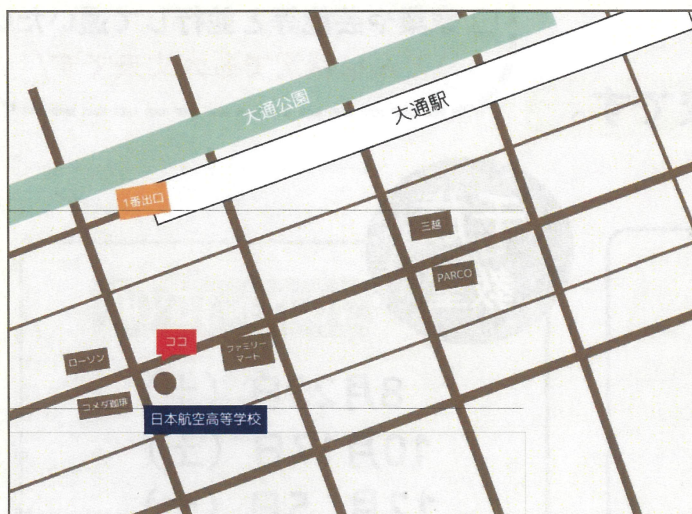 大通公園
大通駅
1番出口
三越
PARCO
ココ
ファミリー
マート
ローソン
コメダ珈琲
日本航空高等学校